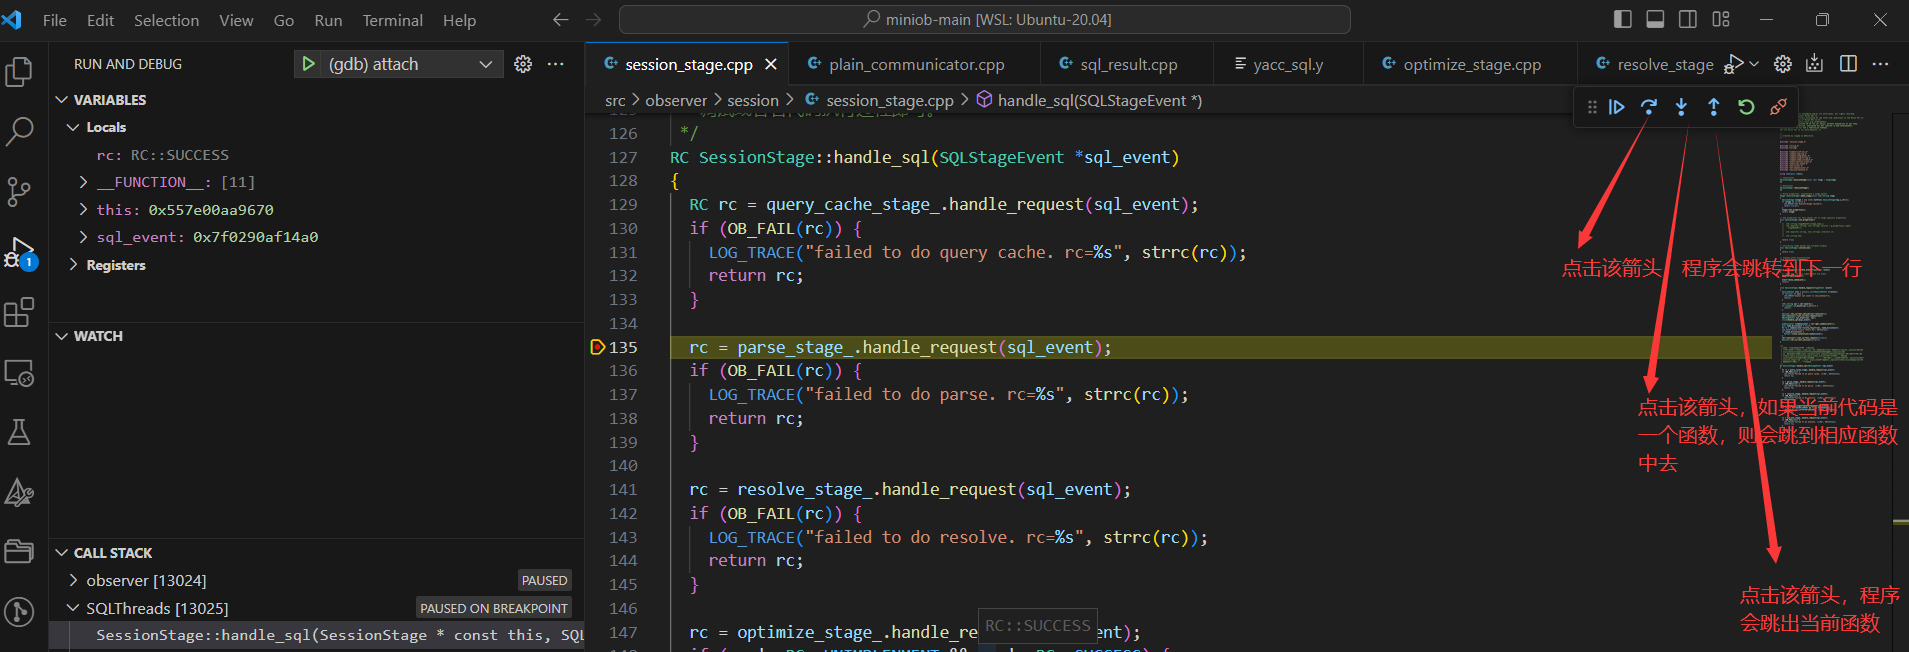 File Edit Selection View Go Run Terminal Help
miniob-main [WSL: Ubuntu-20.04]
RUN AND DEBUG
(gdb) attach
session_stage.cpp
plain_communicator.cpp
sql_result.cpp
yacc_sql.y
optimize_stage.cpp
resolve_stage
src > observer > session > session_stage.cpp > handle_sql(SQLStageEvent *)
VARIABLES
Locals
rc: RC::SUCCESS
__FUNCTION__: [11]
this: 0x557e00aa9670
sql_event: 0x7f0290af14a0
Registers
WATCH
CALL STACK
observer [13024] PAUSED
SQLThreads [13025] PAUSED ON BREAKPOINT
SessionStage::handle_sql(SessionStage * const this, SQL
1
126 */
127 RC SessionStage::handle_sql(SQLStageEvent *sql_event)
128 {
129 RC rc = query_cache_stage_.handle_request(sql_event);
130 if (OB_FAIL(rc)) {
131 LOG_TRACE("failed to do query cache. rc=%s", strrc(rc));
132 return rc;
133 }
134
135 rc = parse_stage_.handle_request(sql_event);
136 if (OB_FAIL(rc)) {
137 LOG_TRACE("failed to do parse. rc=%s", strrc(rc));
138 return rc;
139 }
140
141 rc = resolve_stage_.handle_request(sql_event);
142 if (OB_FAIL(rc)) {
143 LOG_TRACE("failed to do resolve. rc=%s", strrc(rc));
144 return rc;
145 }
146
147 rc = optimize_stage_.handle_re ent);
RC::SUCCESS
点击该箭头 程序会跳转到下一行
点击该箭头，如果当前代码是
一个函数，则会跳到相应函数
中去
点击该箭头，程序
会跳出当前函数